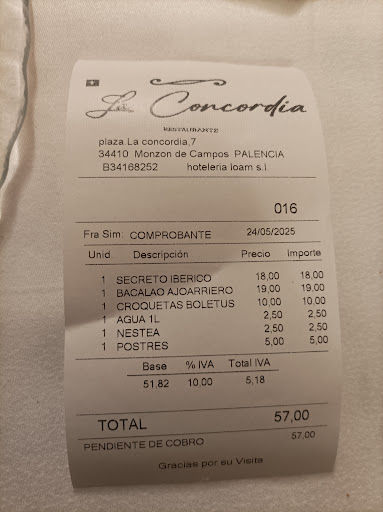 La Concordia
RESTAURANTE
plaza La concordia,7
34410 Monzon de Campos PALENCIA
B34168252 hoteleria ioam s.l.
016
Fra Sim: COMPROBANTE 24/05/2025
Unid. Descripción Precio Importe
1 SECRETO IBERICO 18,00 18,00
1 BACALAO AJOARRIERO 19,00 19,00
1 CROQUETAS BOLETUS 10,00 10,00
1 AGUA 1L 2,50 2,50
1 NESTEA 2,50 2,50
1 POSTRES 5,00 5,00
Base % IVA Total IVA
51,82 10,00 5,18
TOTAL 57,00
PENDIENTE DE COBRO 57,00
Gracias por su Visita